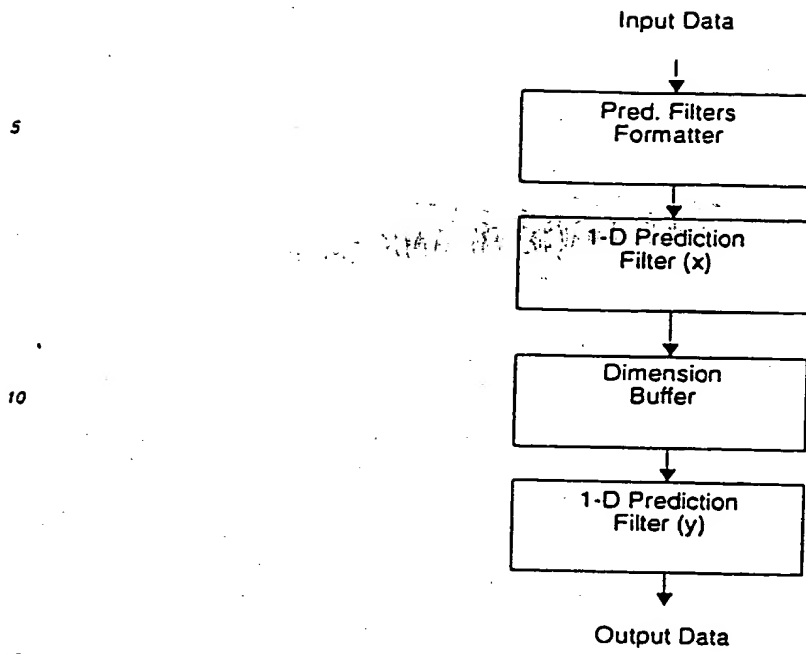 Input Data
5
Pred. Filters
Formatter
1-D Prediction
Filter (x)
10
Dimension
Buffer
1-D Prediction
Filter (y)
Output Data